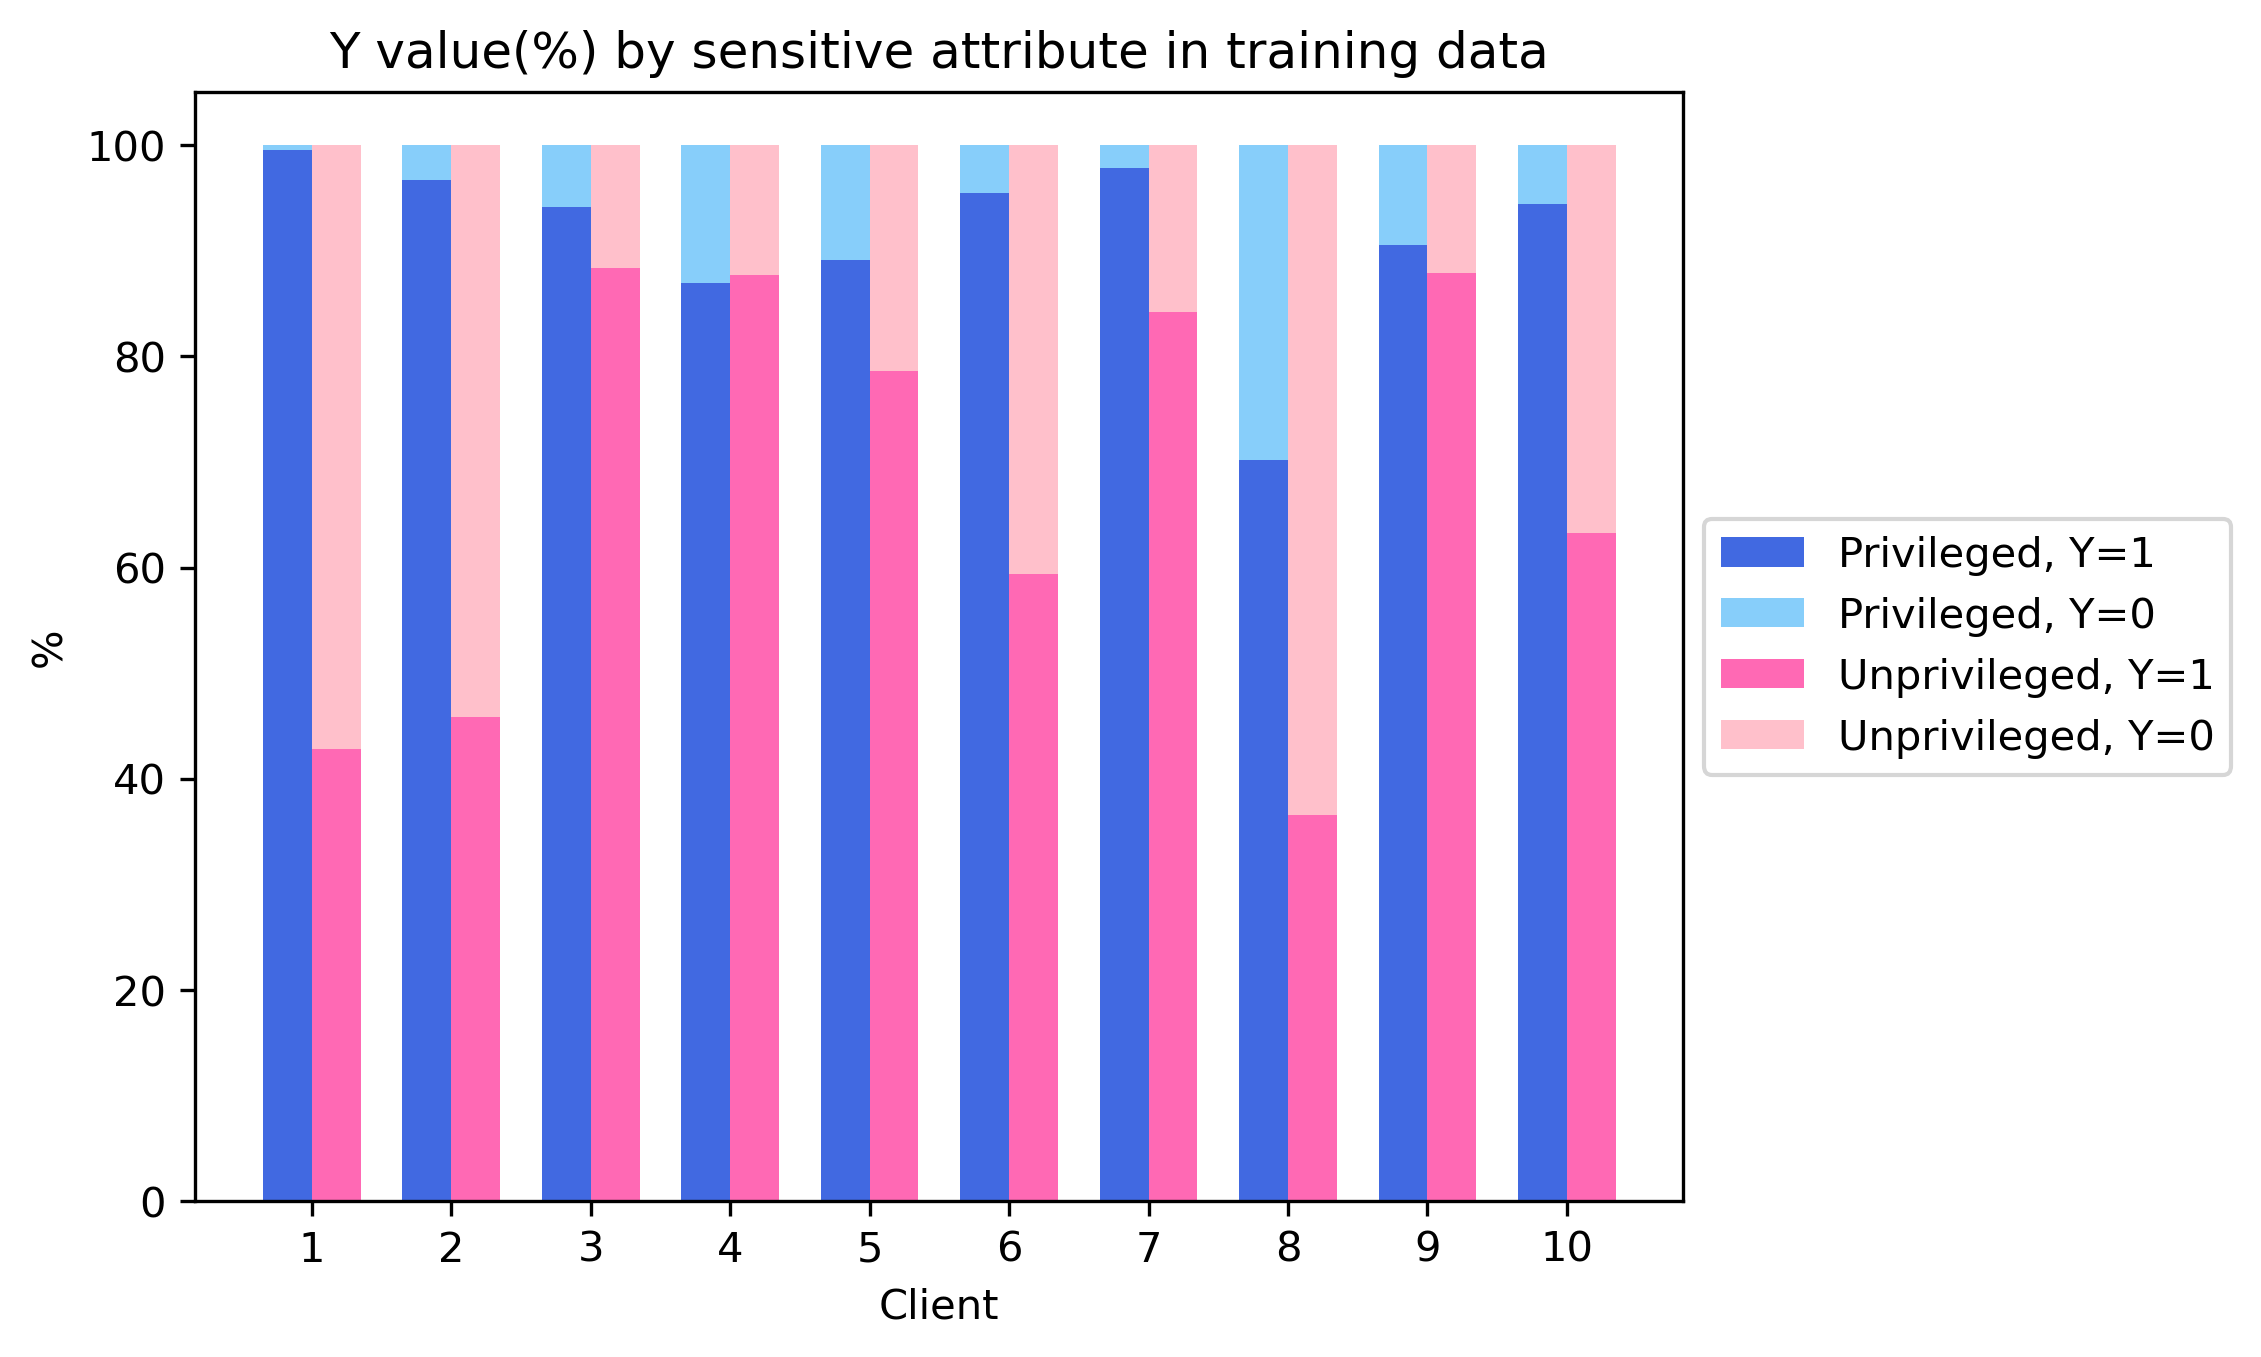 Y value(%) by sensitive attribute in training data
100
80
60
40
20
0
%
1 2 3 4 5 6 7 8 9 10
Client
Privileged, Y=1
Privileged, Y=0
Unprivileged, Y=1
Unprivileged, Y=0